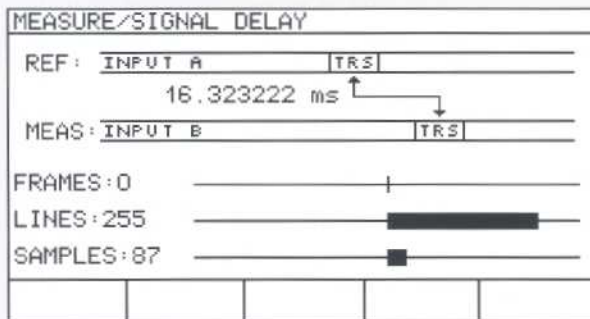 MEASURE/SIGNAL DELAY
REF: INPUT A TRS
16.323222 ms
MEAS: INPUT B TRS
FRAMES:0
LINES:255
SAMPLES:87